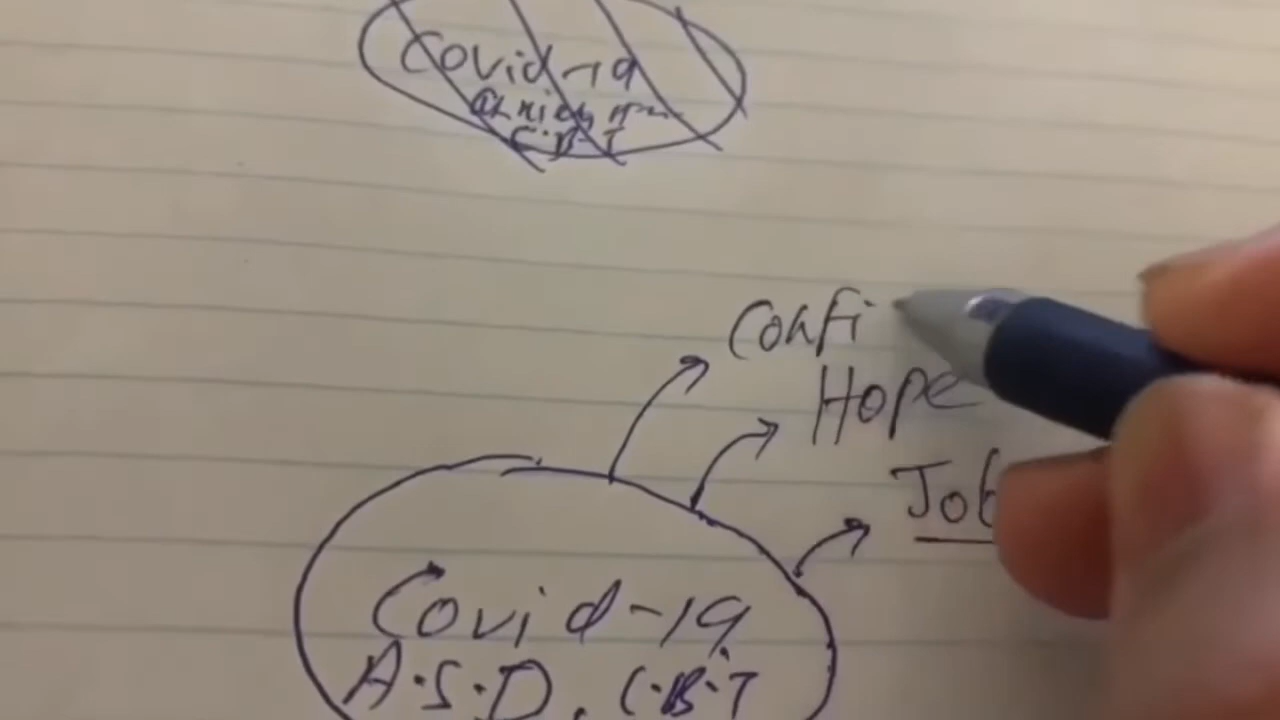 Covid-19
C.B.T
Confi
Hope
Job
Covid-19
A.S.D. C.B.T